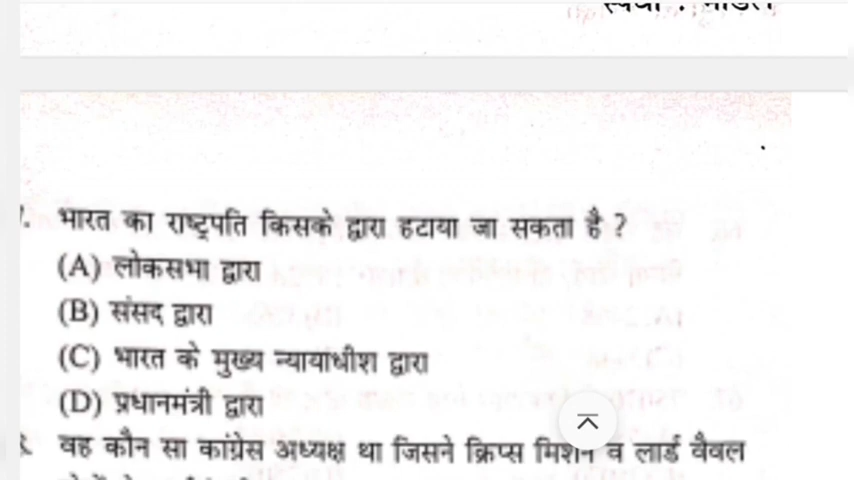 भारत का राष्ट्रपति किसके द्वारा हटाया जा सकता है ?
(A) लोकसभा द्वारा
(B) संसद द्वारा
(C) भारत के मुख्य न्यायाधीश द्वारा
(D) प्रधानमंत्री द्वारा
वह कौन सा कांग्रेस अध्यक्ष था जिसने क्रिप्स मिशन व लार्ड वैवल